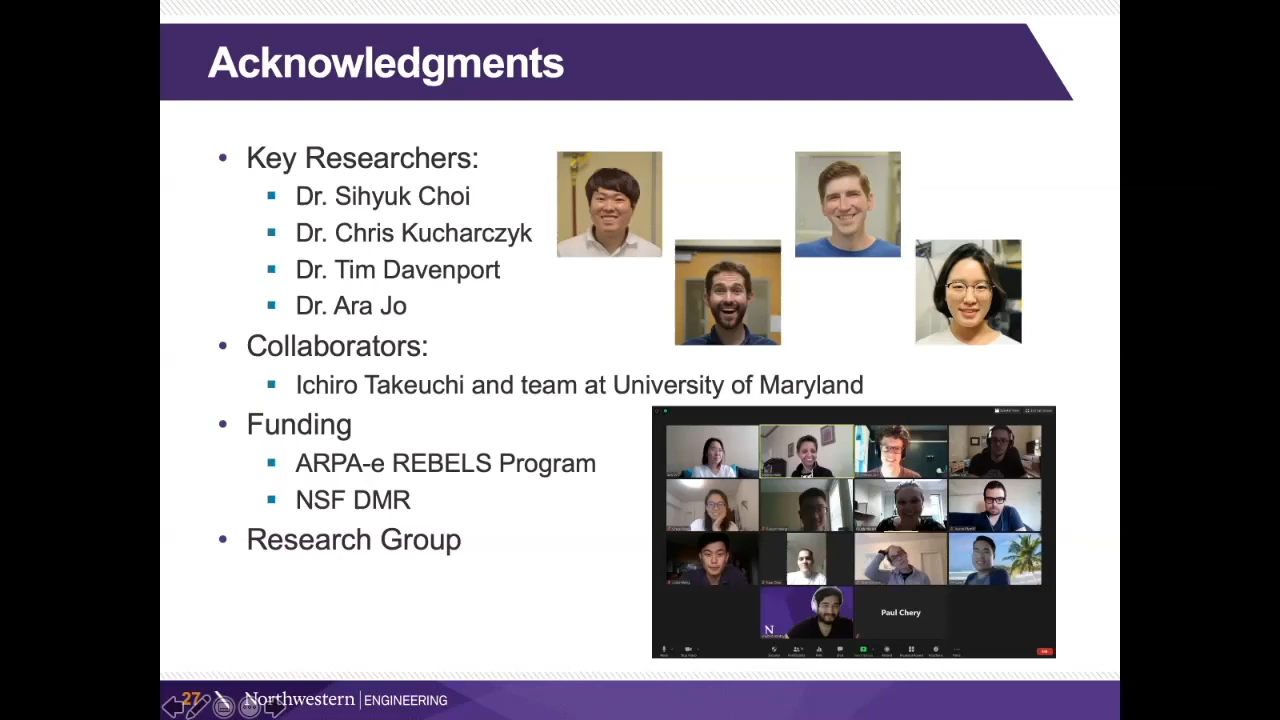 Acknowledgments
• Key Researchers:
▪ Dr. Sihyuk Choi
▪ Dr. Chris Kucharczyk
▪ Dr. Tim Davenport
▪ Dr. Ara Jo
• Collaborators:
▪ Ichiro Takeuchi and team at University of Maryland
• Funding
▪ ARPA-e REBELS Program
▪ NSF DMR
• Research Group
Paul Chery
N
27
Northwestern | ENGINEERING